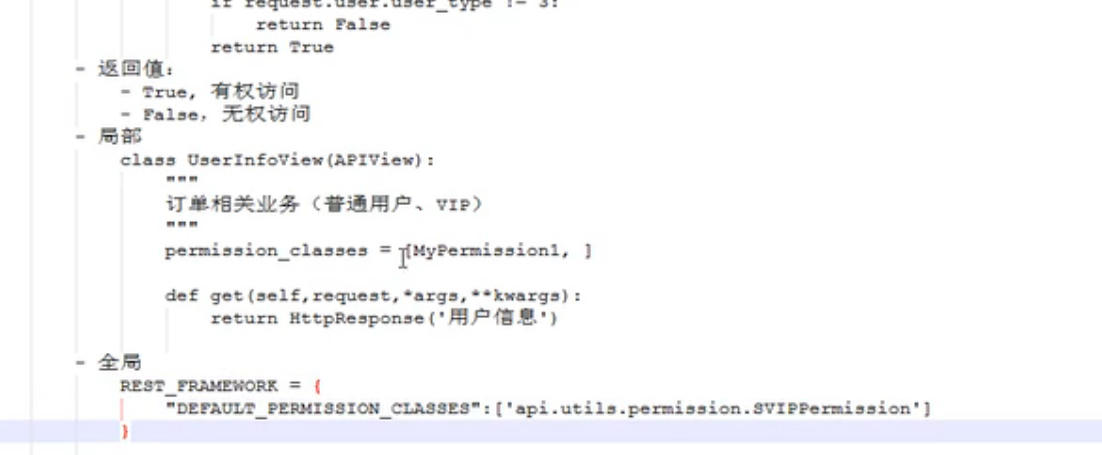 if request.user.user_type != 3:
return False
return True
- 返回值：
- True, 有权访问
- False，无权访问
- 局部
class UserInfoView(APIView):
"""
订单相关业务（普通用户、VIP）
"""
permission_classes = [MyPermission1, ]
def get(self,request,*args,**kwargs):
return HttpResponse('用户信息')
- 全局
REST_FRAMEWORK = {
"DEFAULT_PERMISSION_CLASSES":['api.utils.permission.SVIPPermission']
}